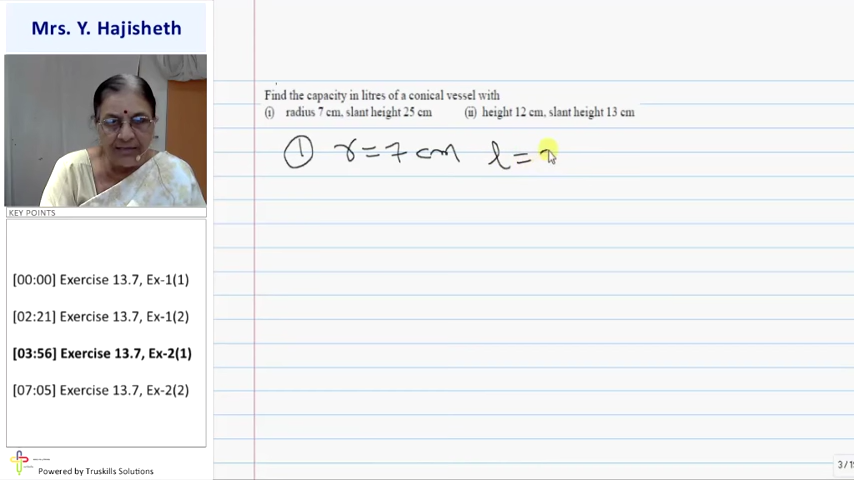 Mrs. Y. Hajisheth
KEY POINTS
[00:00] Exercise 13.7, Ex-1(1)
[02:21] Exercise 13.7, Ex-1(2)
[03:56] Exercise 13.7, Ex-2(1)
[07:05] Exercise 13.7, Ex-2(2)
Powered by Truskills Solutions
Find the capacity in litres of a conical vessel with
(i) radius 7 cm, slant height 25 cm (ii) height 12 cm, slant height 13 cm
① r = 7 cm l =